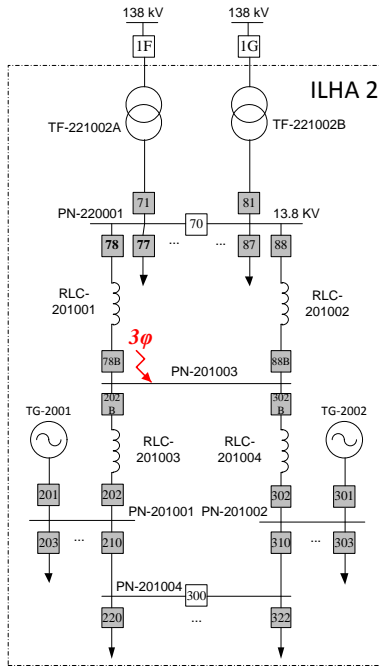 138 kV 138 kV
1F 1G
ILHA 2
TF-221002A TF-221002B
71 81
PN-220001 70 13.8 KV
78 77 ... ... 87 88
RLC-
201001
RLC-
201002
78B 88B
3φ
PN-201003
202
B
302
B
TG-2001 TG-2002
RLC-
201003
RLC-
201004
201 202 302 301
PN-201001 PN-201002
203 ... 210 310 ... 303
PN-201004
300
220 ... 322